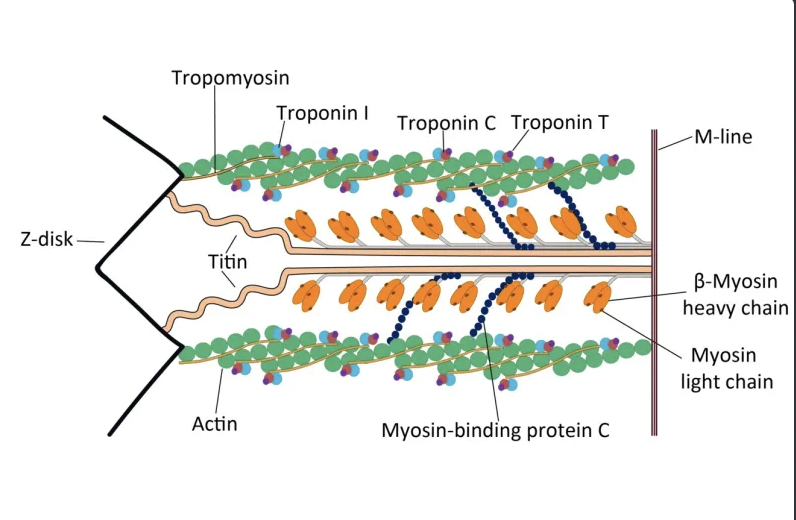 Tropomyosin
Troponin I
Troponin C
Troponin T
M-line
Z-disk
Titin
β-Myosin
heavy chain
Myosin
light chain
Actin
Myosin-binding protein C